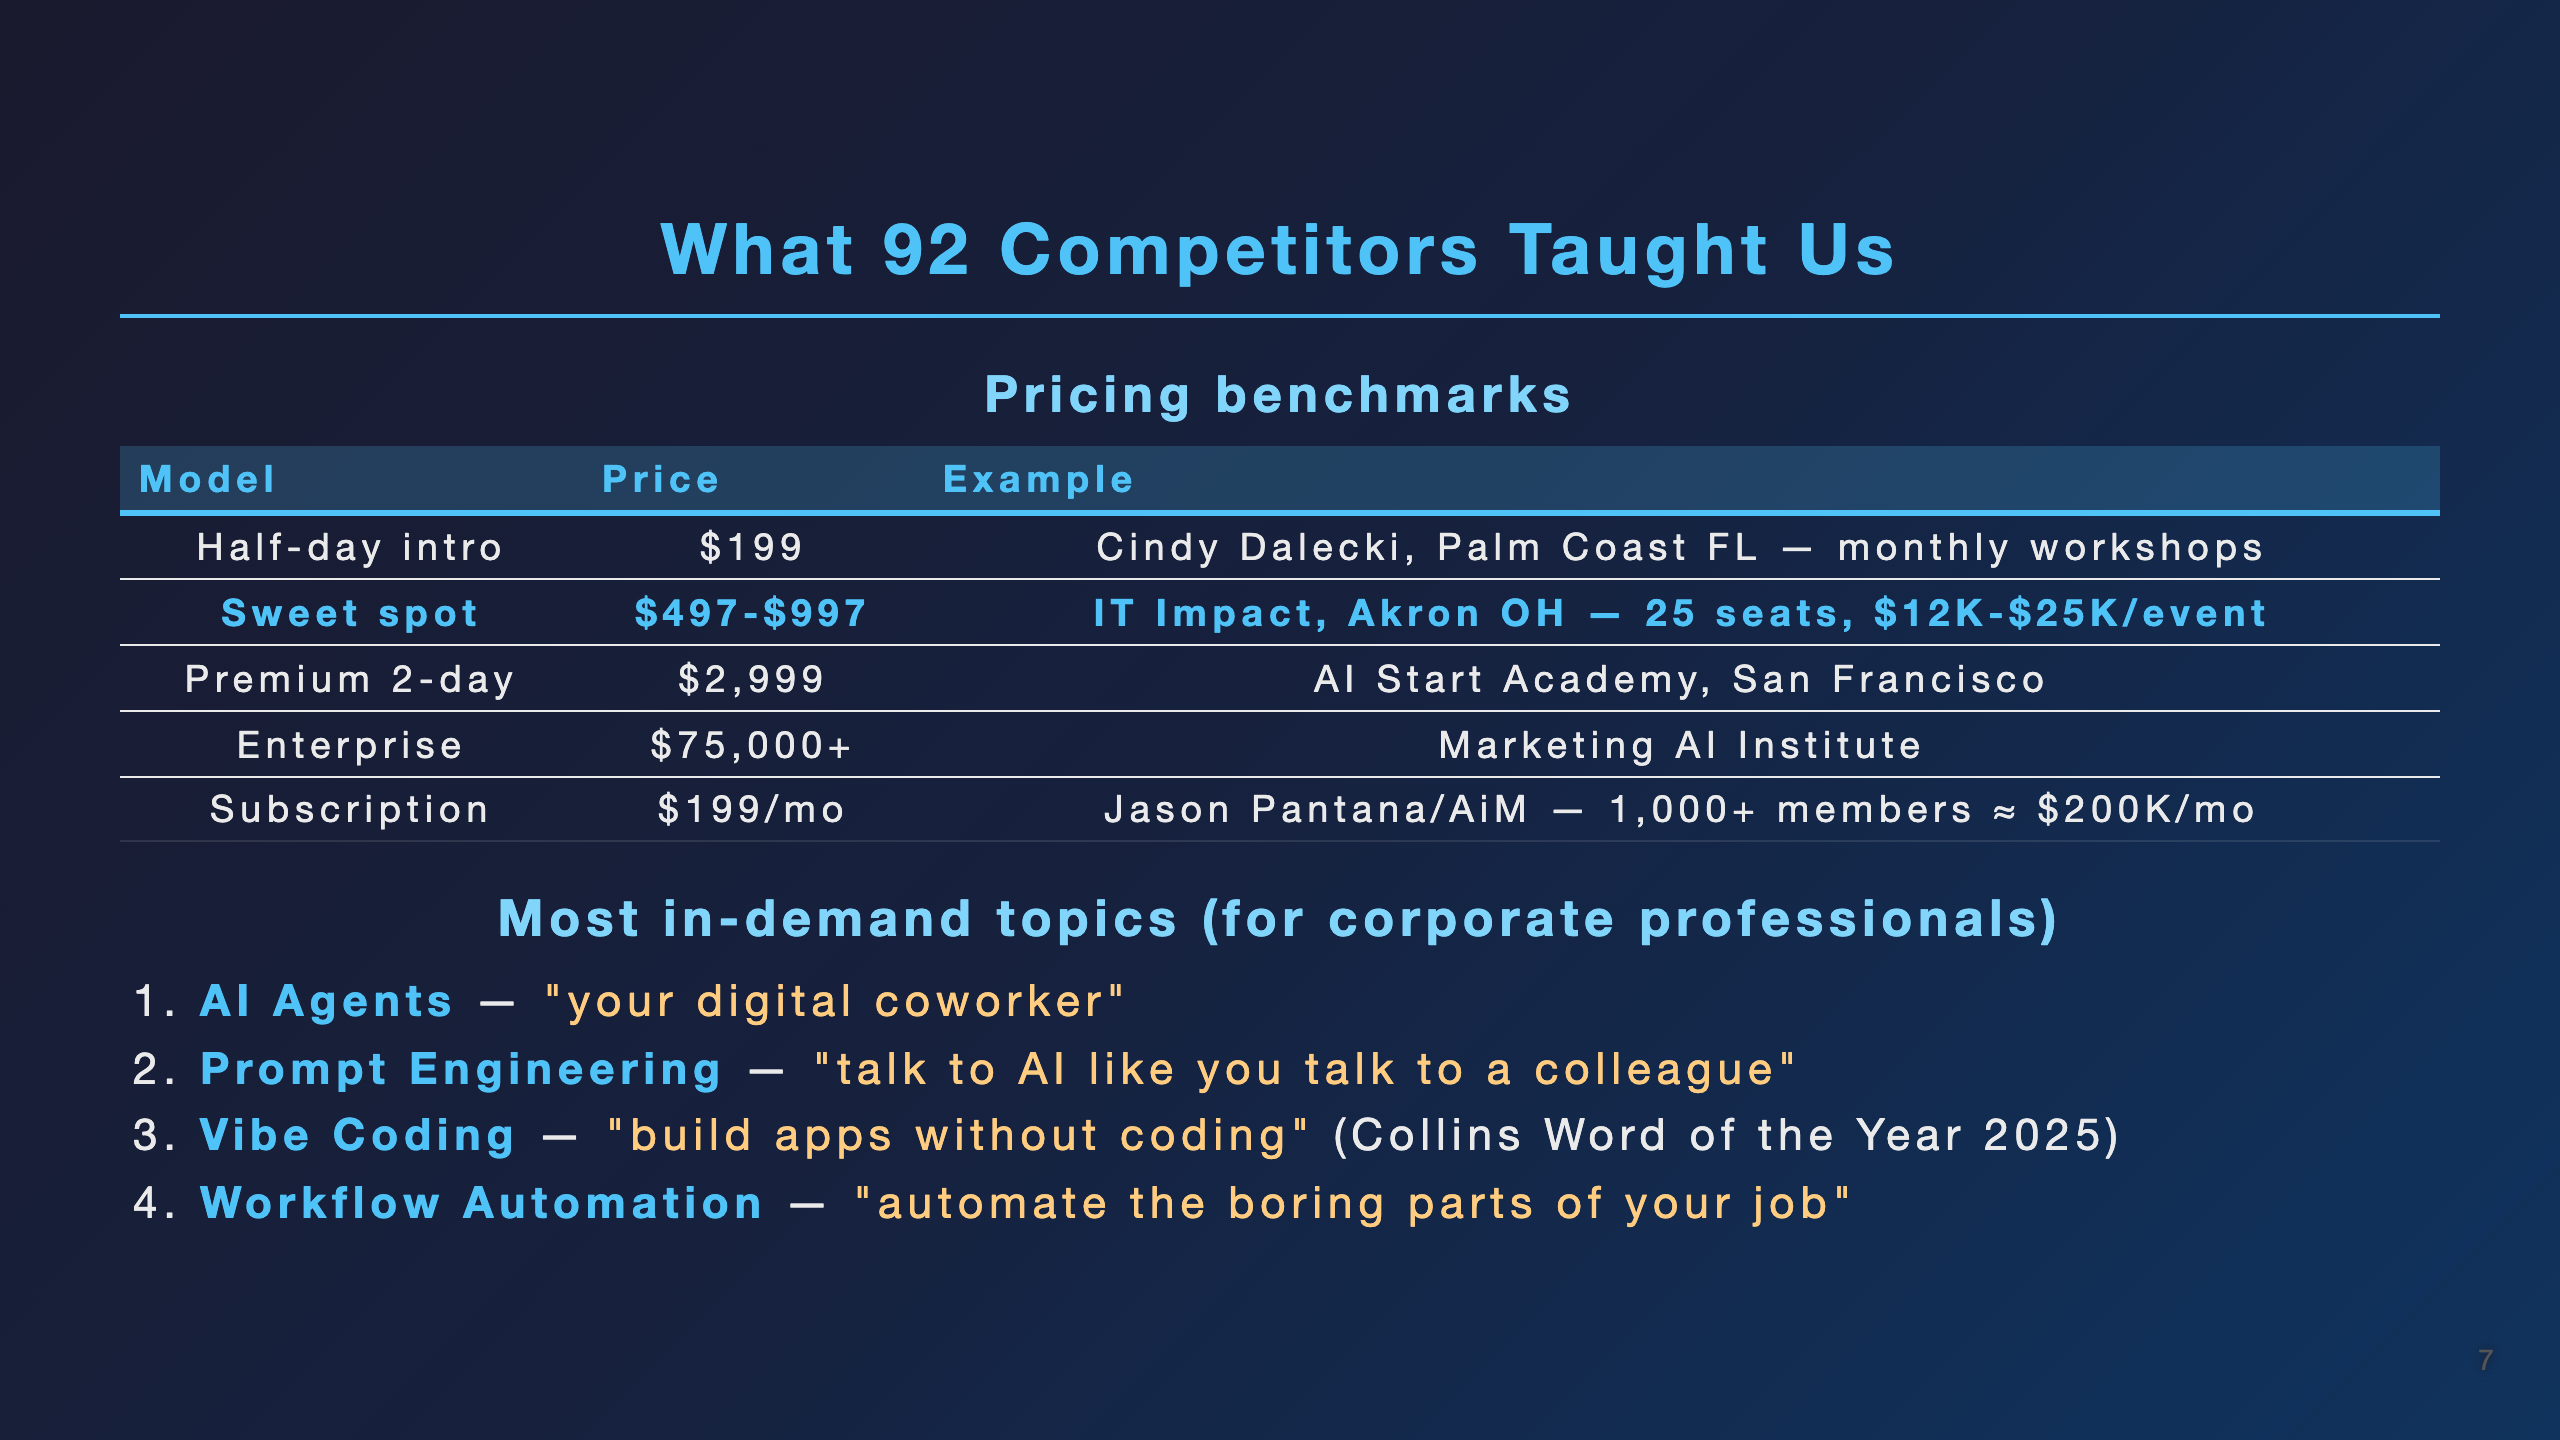 What 92 Competitors Taught Us
Pricing benchmarks
Model Price Example
Half-day intro $199 Cindy Dalecki, Palm Coast FL — monthly workshops
Sweet spot $497-$997 IT Impact, Akron OH — 25 seats, $12K-$25K/event
Premium 2-day $2,999 AI Start Academy, San Francisco
Enterprise $75,000+ Marketing AI Institute
Subscription $199/mo Jason Pantana/AiM — 1,000+ members ≈ $200K/mo
Most in-demand topics (for corporate professionals)
1. AI Agents — "your digital coworker"
2. Prompt Engineering — "talk to AI like you talk to a colleague"
3. Vibe Coding — "build apps without coding" (Collins Word of the Year 2025)
4. Workflow Automation — "automate the boring parts of your job"
7